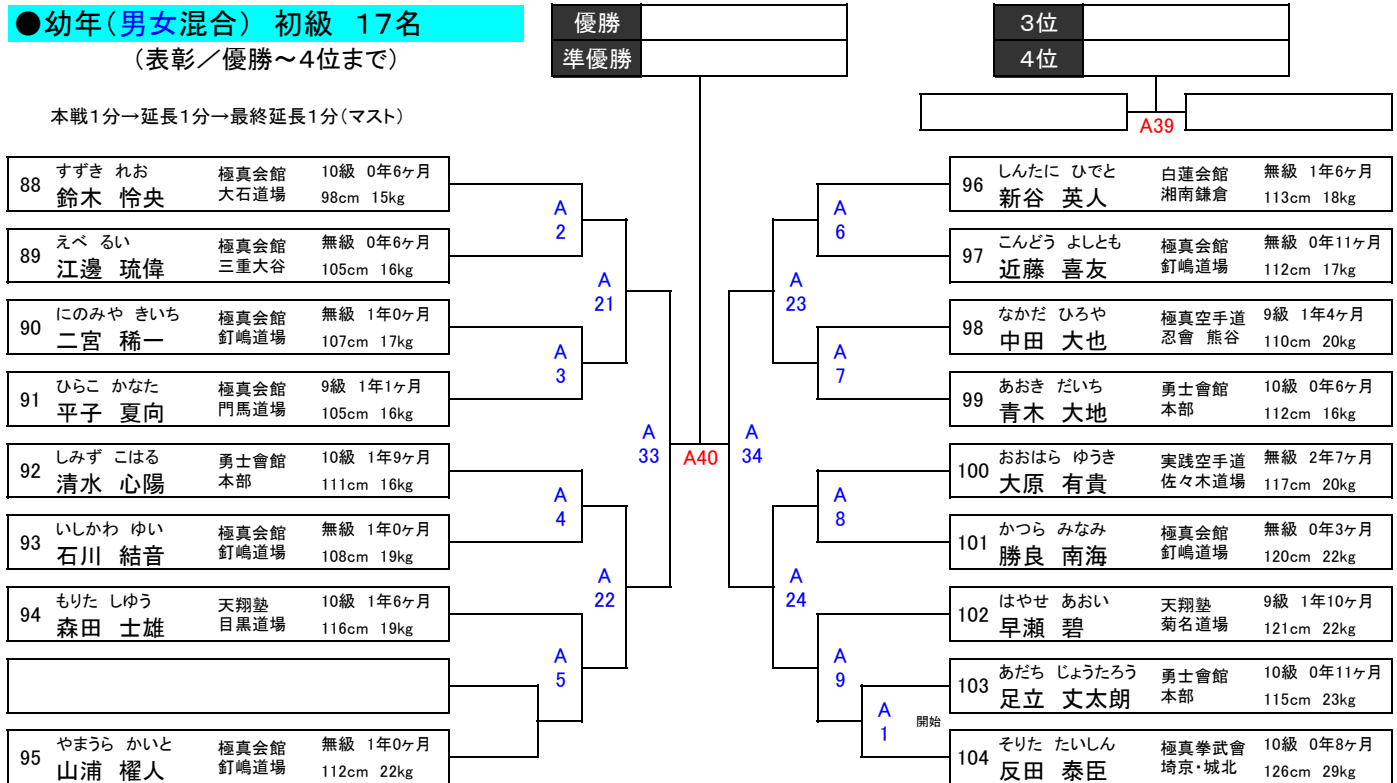 ●幼年(男女混合) 初級 17名
(表彰／優勝～4位まで)
本戦1分→延長1分→最終延長1分(マスト)
優勝
準優勝
3位
4位
A39
88 すずき れお 極真会館 10級 0年6ヶ月
鈴木 怜央 大石道場 98cm 15kg
89 えべ るい 極真会館 無級 0年6ヶ月
江邊 琉偉 三重大谷 105cm 16kg
90 にのみや きいち 極真会館 無級 1年0ヶ月
二宮 稀一 釘嶋道場 107cm 17kg
91 ひらこ かなた 極真会館 9級 1年1ヶ月
平子 夏向 門馬道場 105cm 16kg
92 しみず こはる 勇士會館 10級 1年9ヶ月
清水 心陽 本部 111cm 16kg
93 いしかわ ゆい 極真会館 無級 1年0ヶ月
石川 結音 釘嶋道場 108cm 19kg
94 もりた しゆう 天翔塾 10級 1年6ヶ月
森田 士雄 目黒道場 116cm 19kg
95 やまうら かいと 極真会館 無級 1年0ヶ月
山浦 櫂人 釘嶋道場 112cm 22kg
A
2
A
3
A
4
A
5
A
21
A
22
A
33
A40
A
34
A
23
A
24
A
6
A
7
A
8
A
9
A
1
開始
96 しんたに ひでと 白蓮会館 無級 1年6ヶ月
新谷 英人 湘南鎌倉 113cm 18kg
97 こんどう よしとも 極真会館 無級 0年11ヶ月
近藤 喜友 釘嶋道場 112cm 17kg
98 なかだ ひろや 極真空手道 9級 1年4ヶ月
中田 大也 忍會 熊谷 110cm 20kg
99 あおき だいち 勇士會館 10級 0年6ヶ月
青木 大地 本部 112cm 16kg
100 おおはら ゆうき 実践空手道 無級 2年7ヶ月
大原 有貴 佐々木道場 117cm 20kg
101 かつら みなみ 極真会館 無級 0年3ヶ月
勝良 南海 釘嶋道場 120cm 22kg
102 はやせ あおい 天翔塾 9級 1年10ヶ月
早瀬 碧 菊名道場 121cm 22kg
103 あだち じょうたろう 勇士會館 10級 0年11ヶ月
足立 丈太朗 本部 115cm 23kg
104 そりた たいしん 極真拳武會 10級 0年8ヶ月
反田 泰臣 埼京・城北 126cm 29kg